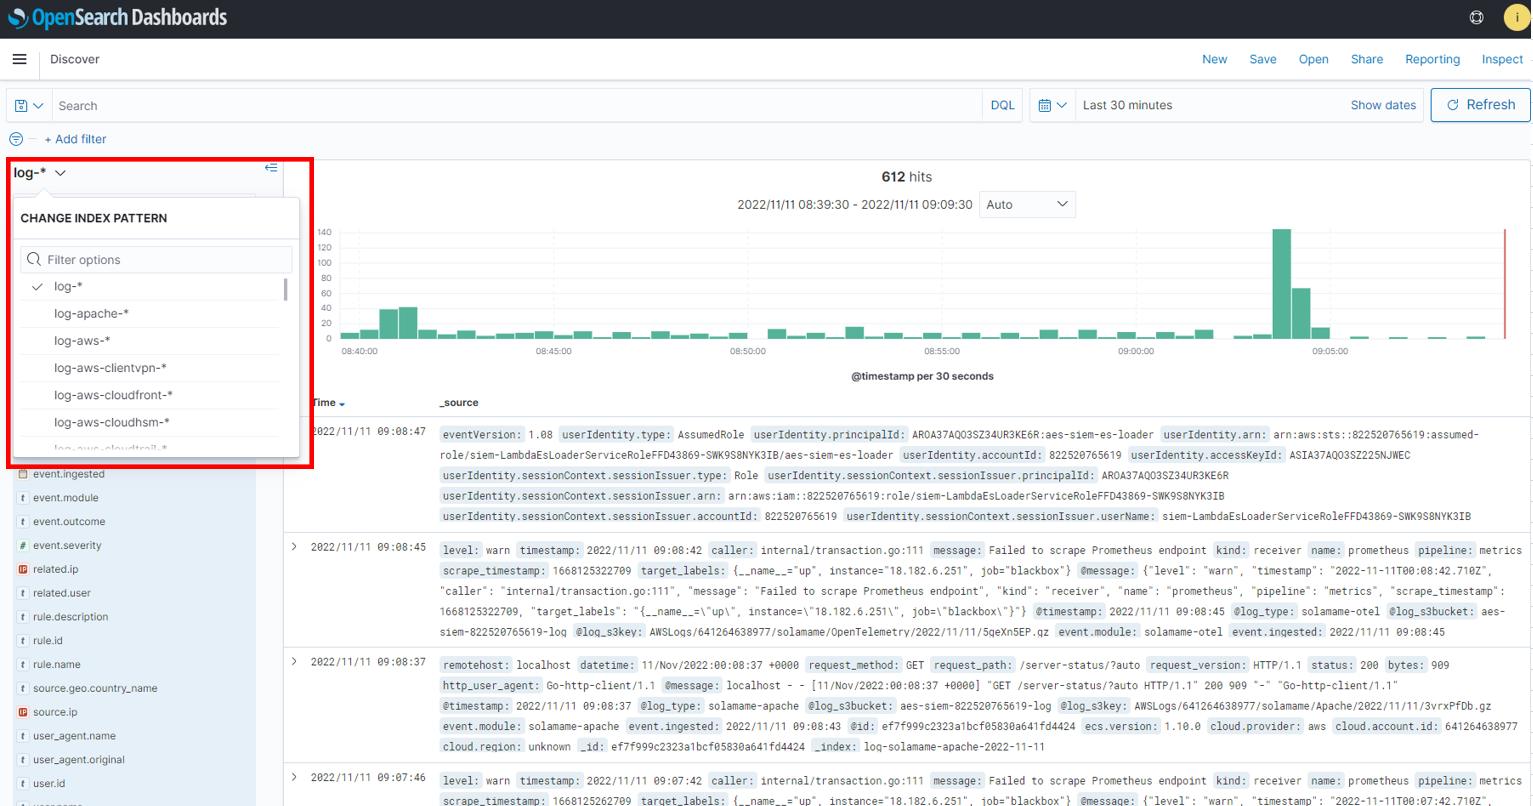 OpenSearch Dashboards
i
Discover
New Save Open Share Reporting Inspect
Search
DQL
Last 30 minutes
Show dates
Refresh
+ Add filter
log-*
CHANGE INDEX PATTERN
Filter options
log-*
log-apache-*
log-aws-*
log-aws-clientvpn-*
log-aws-cloudfront-*
log-aws-cloudhsm-*
log-aws-cloudtrail-*
event.ingested
t event.module
t event.outcome
# event.severity
IP related.ip
t related.user
t rule.description
t rule.id
t rule.name
t source.geo.country_name
IP source.ip
t user_agent.name
t user_agent.original
t user.id
612 hits
2022/11/11 08:39:30 - 2022/11/11 09:09:30 Auto
140
120
100
80
60
40
20
0
08:40:00 08:45:00 08:50:00 08:55:00 09:00:00 09:05:00
@timestamp per 30 seconds
Time _source
2022/11/11 09:08:47 eventVersion: 1.08 userIdentity.type: AssumedRole userIdentity.principalId: AROA37AQO3SZ34UR3KE6R:aes-siem-es-loader userIdentity.arn: arn:aws:sts::822520765619:assumed-
role/siem-LambdaEsLoaderServiceRoleFFD43869-SWK9S8NYK3IB/aes-siem-es-loader userIdentity.accountId: 822520765619 userIdentity.accessKeyId: ASIA37AQO3SZ225NJWEC
userIdentity.sessionContext.sessionIssuer.type: Role userIdentity.sessionContext.sessionIssuer.principalId: AROA37AQO3SZ34UR3KE6R
userIdentity.sessionContext.sessionIssuer.arn: arn:aws:iam::822520765619:role/siem-LambdaEsLoaderServiceRoleFFD43869-SWK9S8NYK3IB
userIdentity.sessionContext.sessionIssuer.accountId: 822520765619 userIdentity.sessionContext.sessionIssuer.userName: siem-LambdaEsLoaderServiceRoleFFD43869-SWK9S8NYK3IB
2022/11/11 09:08:45 level: warn timestamp: 2022/11/11 09:08:42 caller: internal/transaction.go:111 message: Failed to scrape Prometheus endpoint kind: receiver name: prometheus pipeline: metrics
scrape_timestamp: 1668125322709 target_labels: {__name__="up", instance="18.182.6.251", job="blackbox"} @message: {"level": "warn", "timestamp": "2022-11-11T00:08:42.710Z",
"caller": "internal/transaction.go:111", "message": "Failed to scrape Prometheus endpoint", "kind": "receiver", "name": "prometheus", "pipeline": "metrics", "scrape_timestamp":
1668125322709, "target_labels": "{__name__=\"up\", instance=\"18.182.6.251\", job=\"blackbox\"}"} @timestamp: 2022/11/11 09:08:45 @log_type: solamame-otel @log_s3bucket: aes-
siem-822520765619-log @log_s3key: AWSLogs/641264638977/solamame/OpenTelemetry/2022/11/11/5qeXn5EP.gz event.module: solamame-otel event.ingested: 2022/11/11 09:08:45
2022/11/11 09:08:37 remotehost: localhost datetime: 11/Nov/2022:00:08:37 +0000 request_method: GET request_path: /server-status/?auto request_version: HTTP/1.1 status: 200 bytes: 909
http_user_agent: Go-http-client/1.1 @message: localhost - - [11/Nov/2022:00:08:37 +0000] "GET /server-status/?auto HTTP/1.1" 200 909 "-" "Go-http-client/1.1"
@timestamp: 2022/11/11 09:08:37 @log_type: solamame-apache @log_s3bucket: aes-siem-822520765619-log @log_s3key: AWSLogs/641264638977/solamame/Apache/2022/11/11/3vrxPfDb.gz
event.module: solamame-apache event.ingested: 2022/11/11 09:08:43 @id: ef7f999c2323a1bcf05830a641fd4424 ecs.version: 1.10.0 cloud.provider: aws cloud.account.id: 641264638977
cloud.region: unknown _id: ef7f999c2323a1bcf05830a641fd4424 _index: log-solamame-apache-2022-11-11
2022/11/11 09:07:46 level: warn timestamp: 2022/11/11 09:07:42 caller: internal/transaction.go:111 message: Failed to scrape Prometheus endpoint kind: receiver name: prometheus pipeline: metrics
scrape_timestamp: 1668125262709 target_labels: {__name__="up", instance="18.182.6.251", job="blackbox"} @message: {"level": "warn", "timestamp": "2022-11-11T00:07:42.710Z",